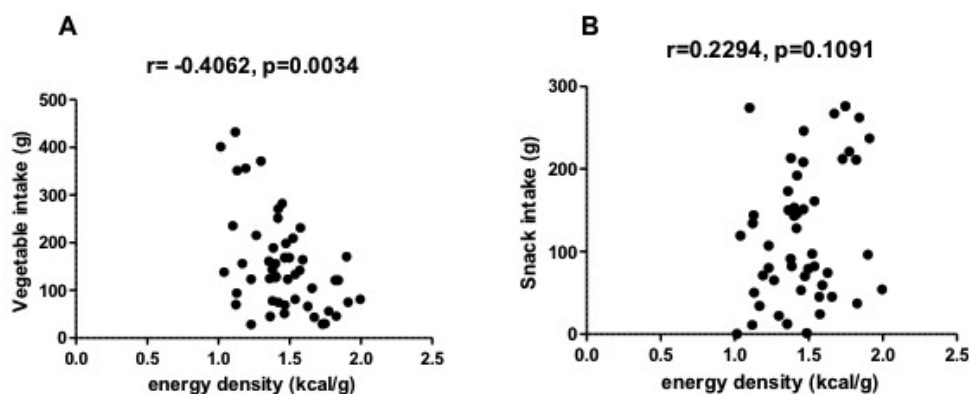 A
r= -0.4062, p=0.0034
Vegetable intake (g)
500
400
300
200
100
0
0.0 0.5 1.0 1.5 2.0 2.5
energy density (kcal/g)
B
r=0.2294, p=0.1091
Snack intake (g)
300
200
100
0
0.0 0.5 1.0 1.5 2.0 2.5
energy density (kcal/g)